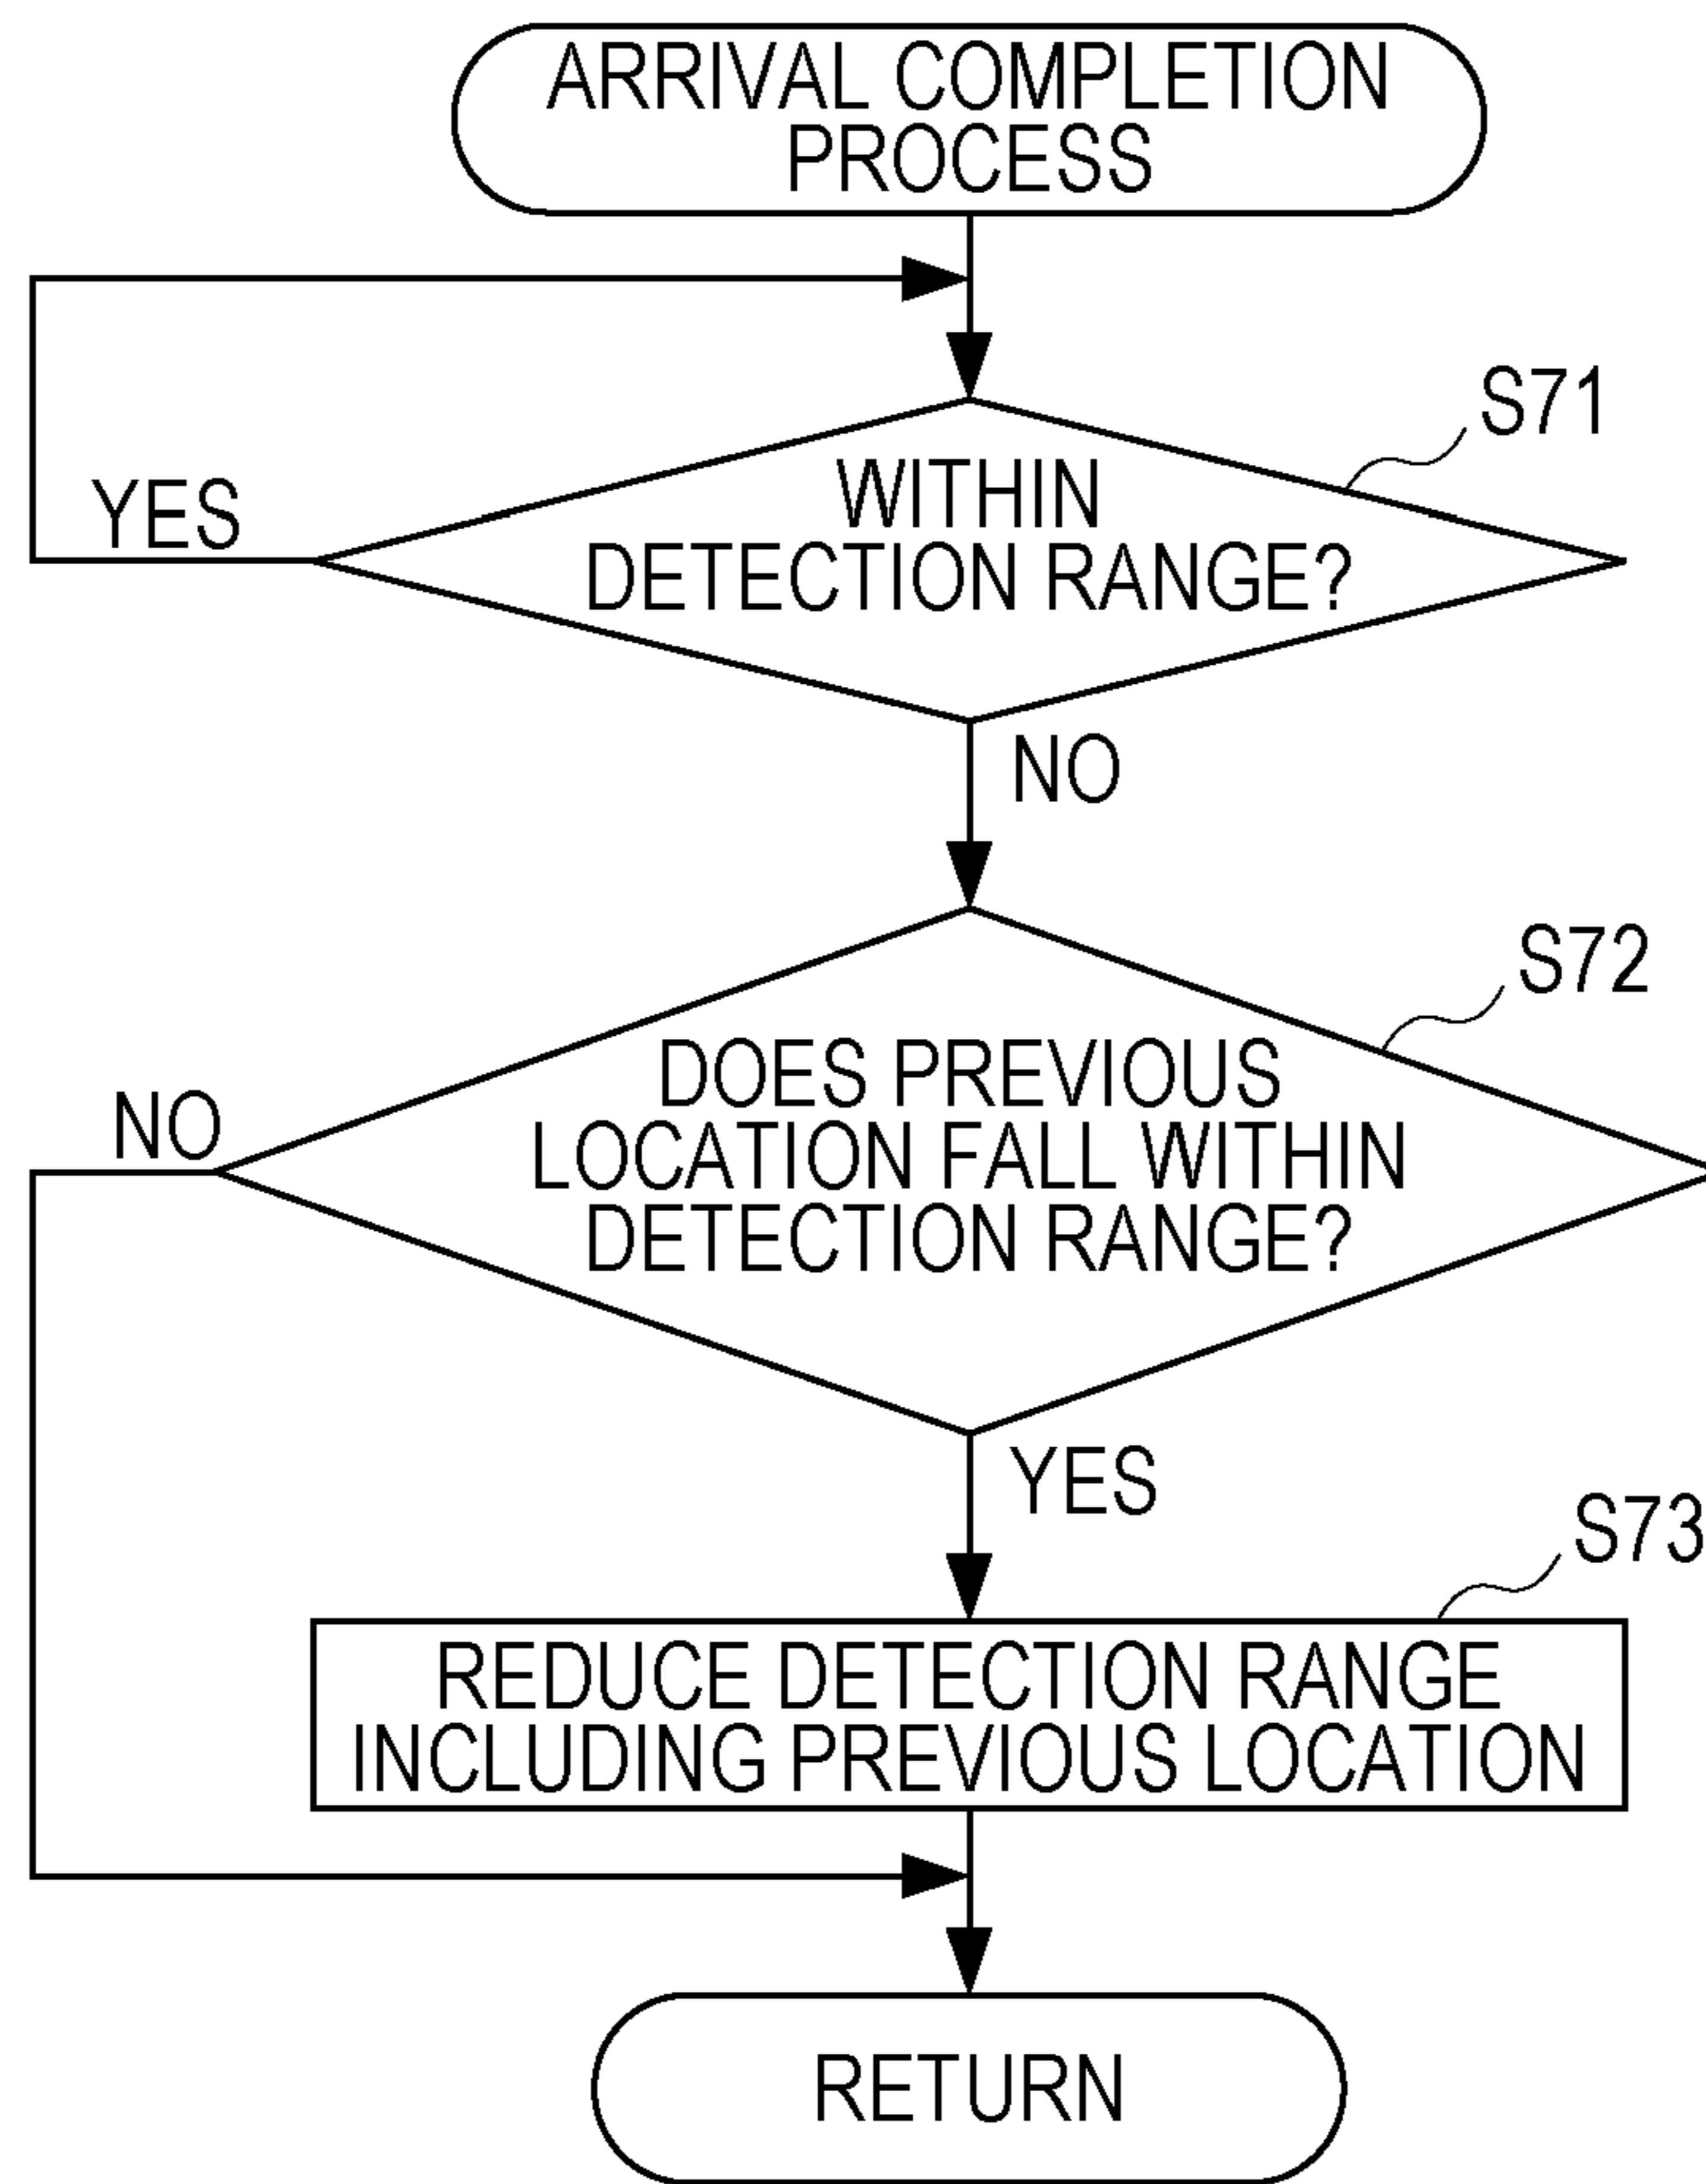 ARRIVAL COMPLETION
PROCESS
S71
YES
WITHIN
DETECTION RANGE?
NO
S72
NO
DOES PREVIOUS
LOCATION FALL WITHIN
DETECTION RANGE?
YES
S73
REDUCE DETECTION RANGE
INCLUDING PREVIOUS LOCATION
RETURN